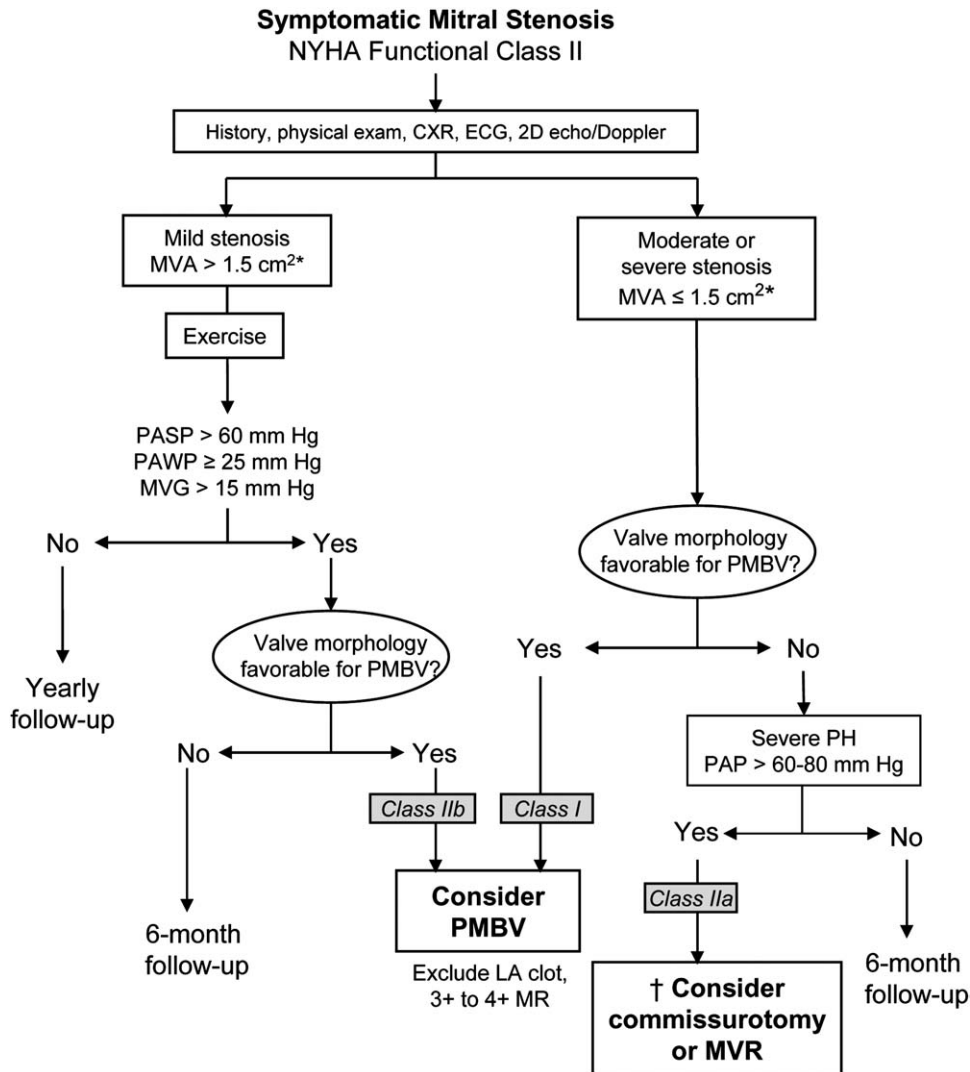 Symptomatic Mitral Stenosis
NYHA Functional Class II
History, physical exam, CXR, ECG, 2D echo/Doppler
Mild stenosis
MVA > 1.5 cm²*
Moderate or
severe stenosis
MVA ≤ 1.5 cm²*
Exercise
PASP > 60 mm Hg
PAWP ≥ 25 mm Hg
MVG > 15 mm Hg
No
Yes
Valve morphology
favorable for PMBV?
Yearly
follow-up
Valve morphology
favorable for PMBV?
Yes
No
No
Yes
Severe PH
PAP > 60-80 mm Hg
Class IIb
Class I
Yes
No
Consider
PMBV
Class IIa
6-month
follow-up
Exclude LA clot,
3+ to 4+ MR
6-month
follow-up
† Consider
commissurotomy
or MVR